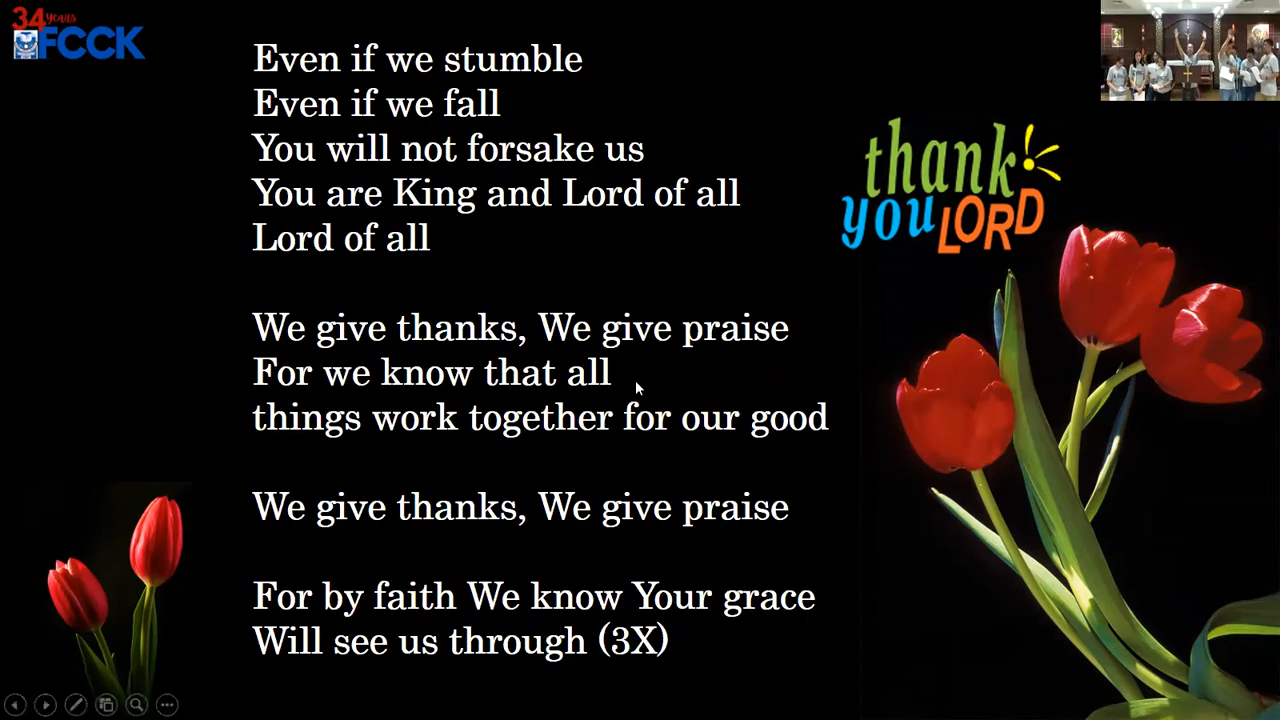 34 years
FCCK
Even if we stumble
Even if we fall
You will not forsake us
You are King and Lord of all
Lord of all
thank
you LORD
We give thanks, We give praise
For we know that all
things work together for our good
We give thanks, We give praise
For by faith We know Your grace
Will see us through (3X)